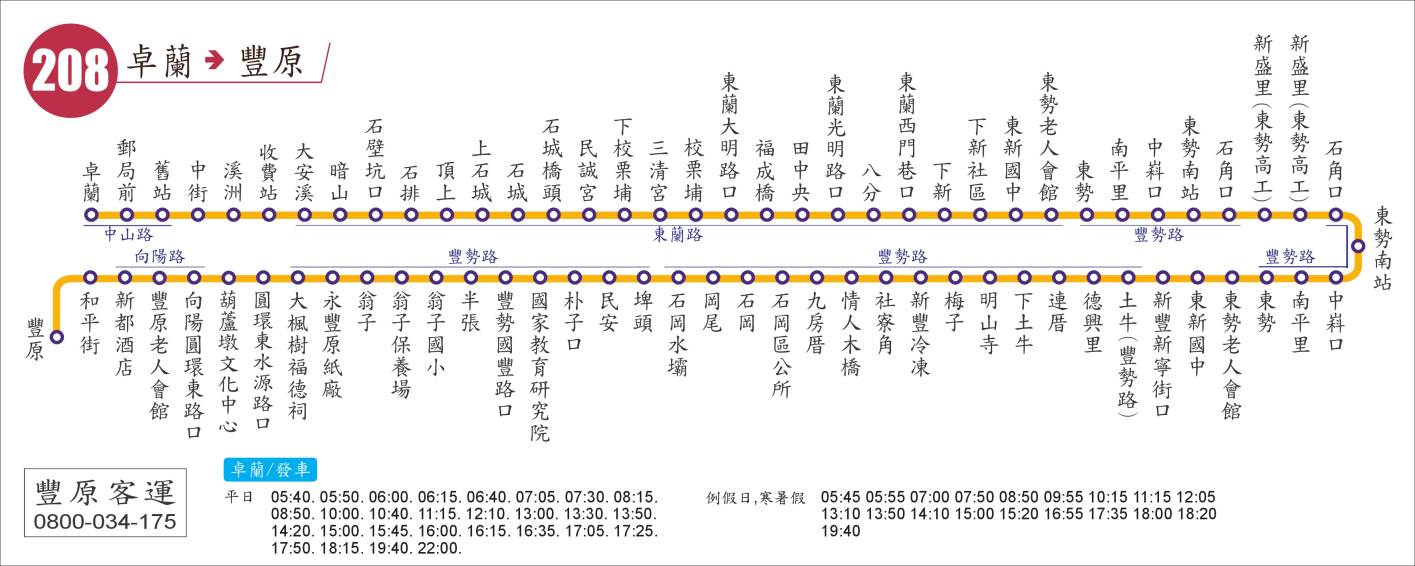 208 卓蘭 → 豐原
卓蘭
郵局前
舊站
中街
溪洲
收費站
大安溪
暗山
石壁坑口
石排
頂上
上石城
石城
石城橋頭
民誠宮
下校栗埔
三清宮
校栗埔
東蘭大明路口
福成橋
田中央
東蘭光明路口
八分
東蘭西門巷口
下新
下新社區
東新國中
東勢老人會館
東勢
南平里
中嵙口
東勢南站
石角口
新盛里(東勢高工)
新盛里(東勢高工)
石角口
東勢南站
中山路
東蘭路
豐勢路
向陽路
豐勢路
豐勢路
豐勢路
中嵙口
南平里
東勢
東勢老人會館
東新國中
新豐新寧街口
土牛(豐勢路)
德興里
連厝
下土牛
明山寺
梅子
新豐冷凍
社寮角
情人木橋
九房厝
石岡區公所
石岡
岡尾
石岡水壩
埤頭
民安
朴子口
國家教育研究院
豐勢國豐路口
半張
翁子國小
翁子保養場
翁子
永豐原紙廠
大楓樹福德祠
圓環東水源路口
葫蘆墩文化中心
向陽圓環東路口
豐原老人會館
新都酒店
和平街
豐原
豐原客運
0800-034-175
卓蘭/發車
平日 05:40. 05:50. 06:00. 06:15. 06:40. 07:05. 07:30. 08:15.
08:50. 10:00. 10:40. 11:15. 12:10. 13:00. 13:30. 13:50.
14:20. 15:00. 15:45. 16:00. 16:15. 16:35. 17:05. 17:25.
17:50. 18:15. 19:40. 22:00.
例假日,寒暑假 05:45 05:55 07:00 07:50 08:50 09:55 10:15 11:15 12:05
13:10 13:50 14:10 15:00 15:20 16:55 17:35 18:00 18:20
19:40